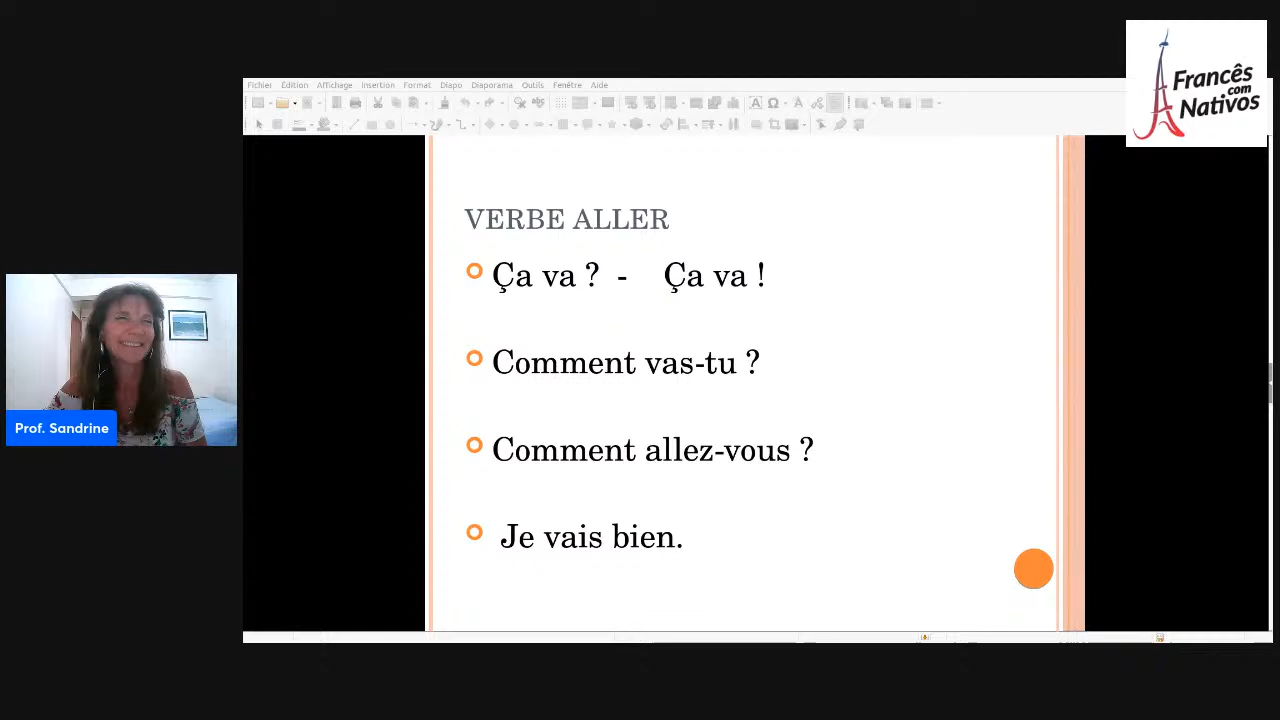 Francês
com
Nativos
Fichier Édition Affichage Insertion Format Diapo Diaporama Outils Fenêtre Aide
VERBE ALLER
Ça va ? - Ça va !
Comment vas-tu ?
Comment allez-vous ?
Je vais bien.
Prof. Sandrine